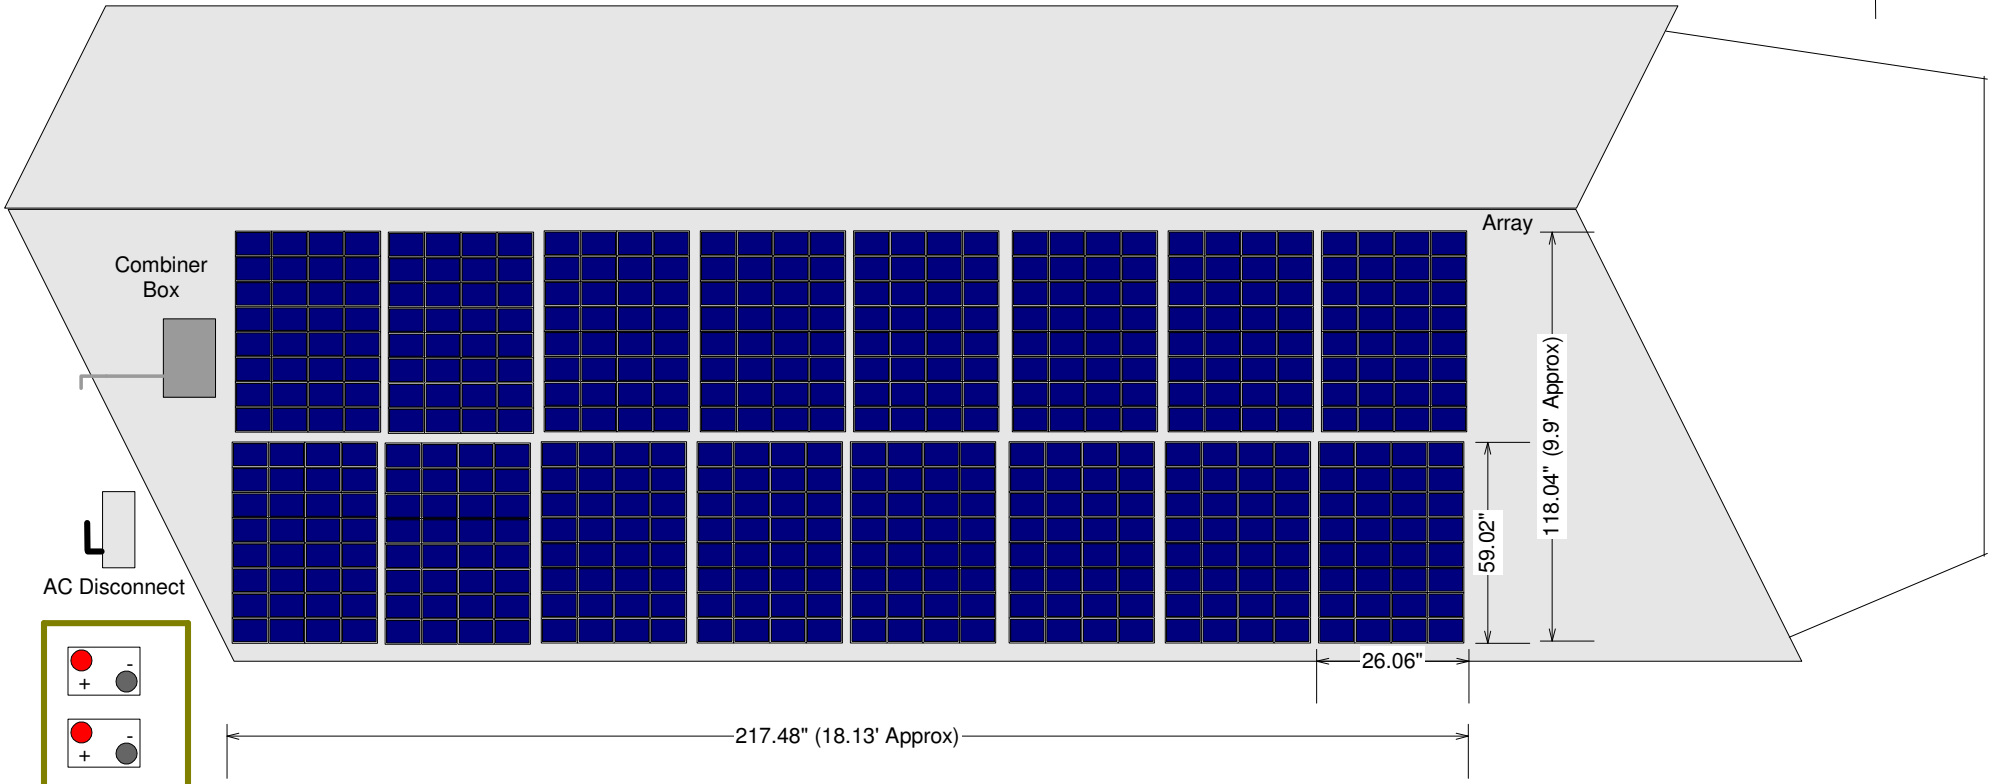 Array
Combiner
Box
118.04" (9.9' Approx)
59.02"
AC Disconnect
26.06"
+ -
+ -
217.48" (18.13' Approx)